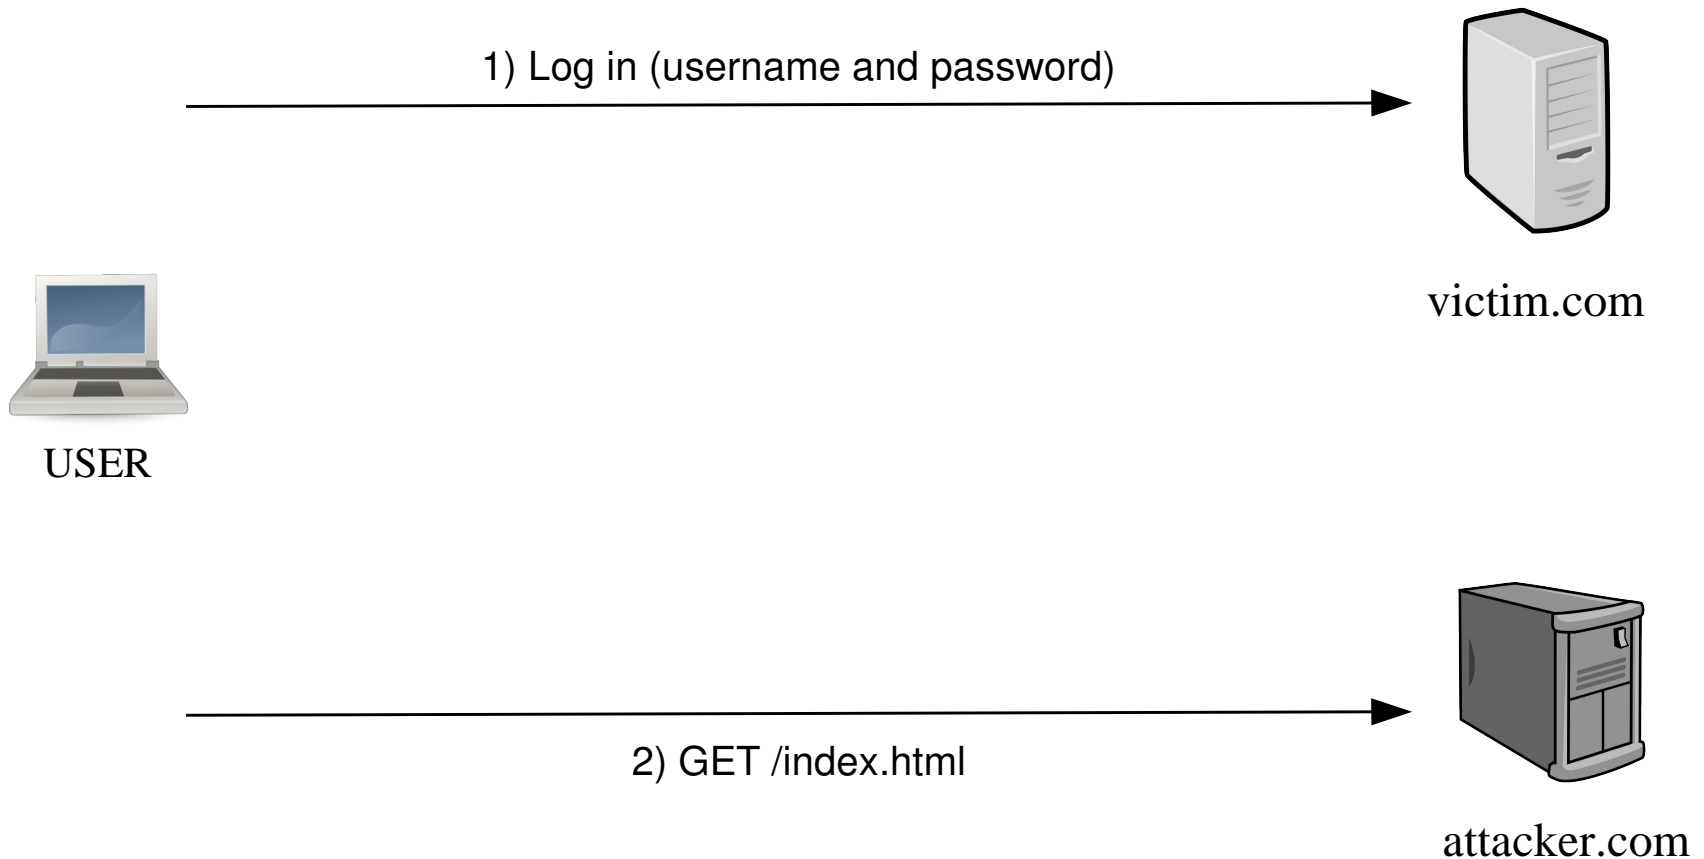 1) Log in (username and password)
victim.com
USER
2) GET /index.html
attacker.com